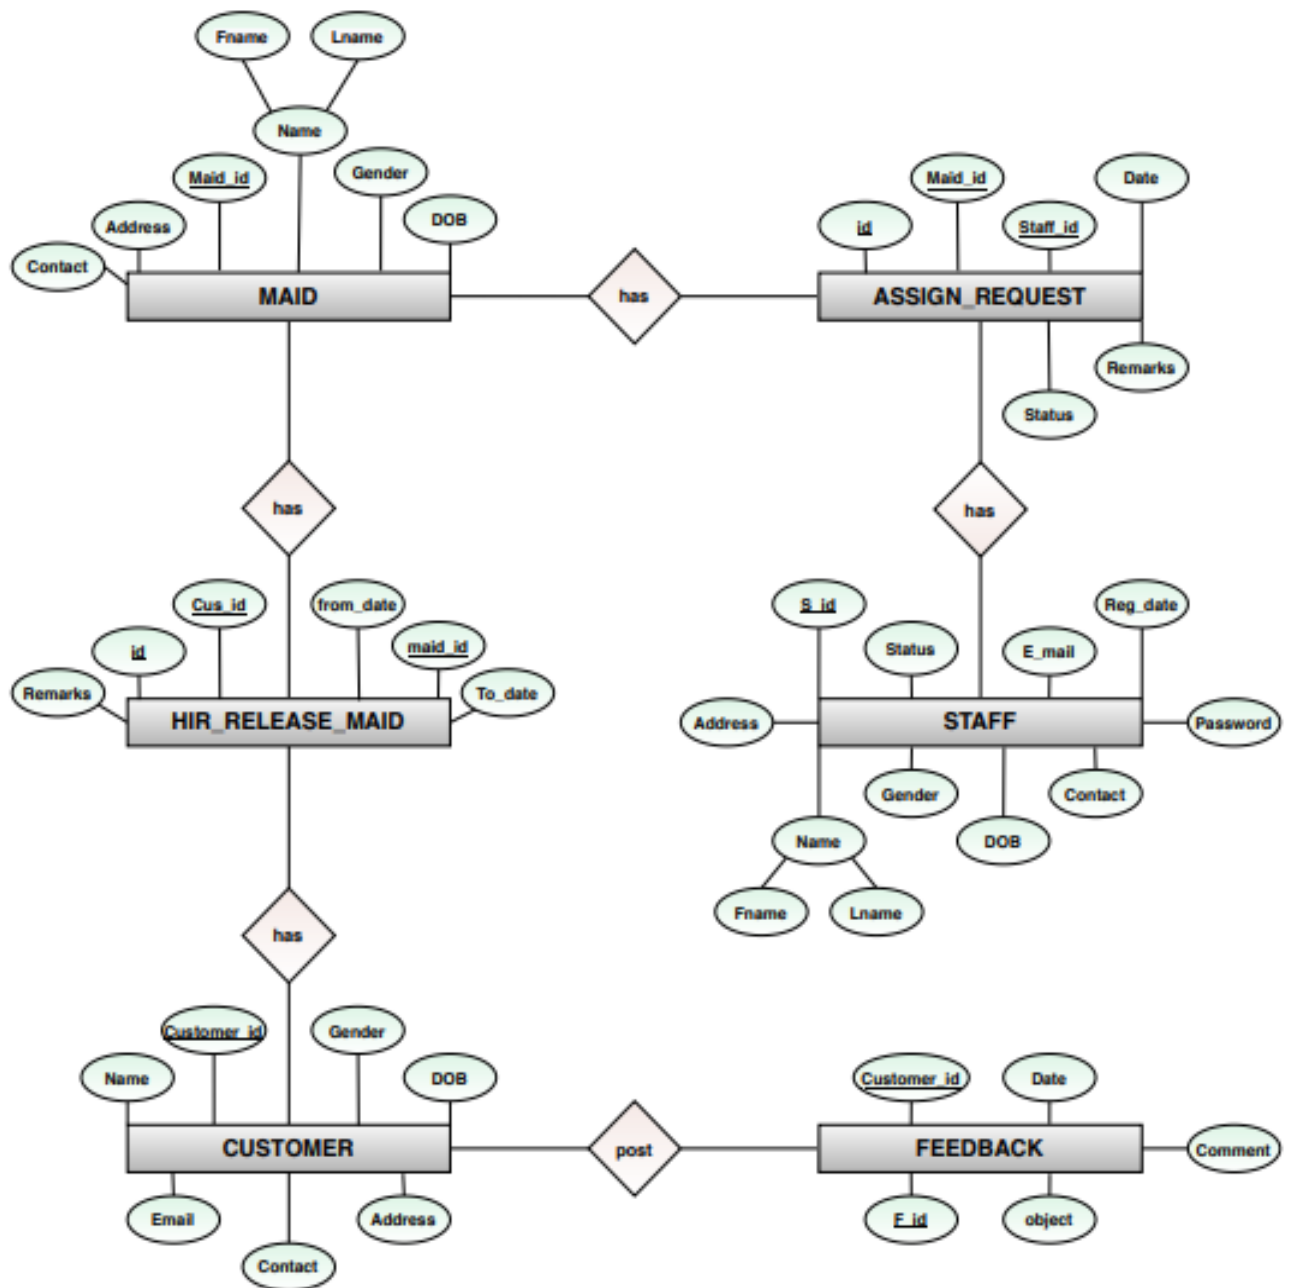 Fname
Lname
Name
Maid_id
Gender
Address
DOB
Contact
MAID
has
Maid_id
Date
id
Staff_id
ASSIGN_REQUEST
Remarks
Status
has
has
Cus_id
from_date
id
maid_id
Remarks
To_date
HIR_RELEASE_MAID
S_id
Reg_date
Status
E_mail
Address
STAFF
Password
Gender
Contact
Name
DOB
Fname
Lname
has
Customer_id
Gender
Name
DOB
CUSTOMER
Email
Address
Contact
post
Customer_id
Date
FEEDBACK
Comment
F_id
object